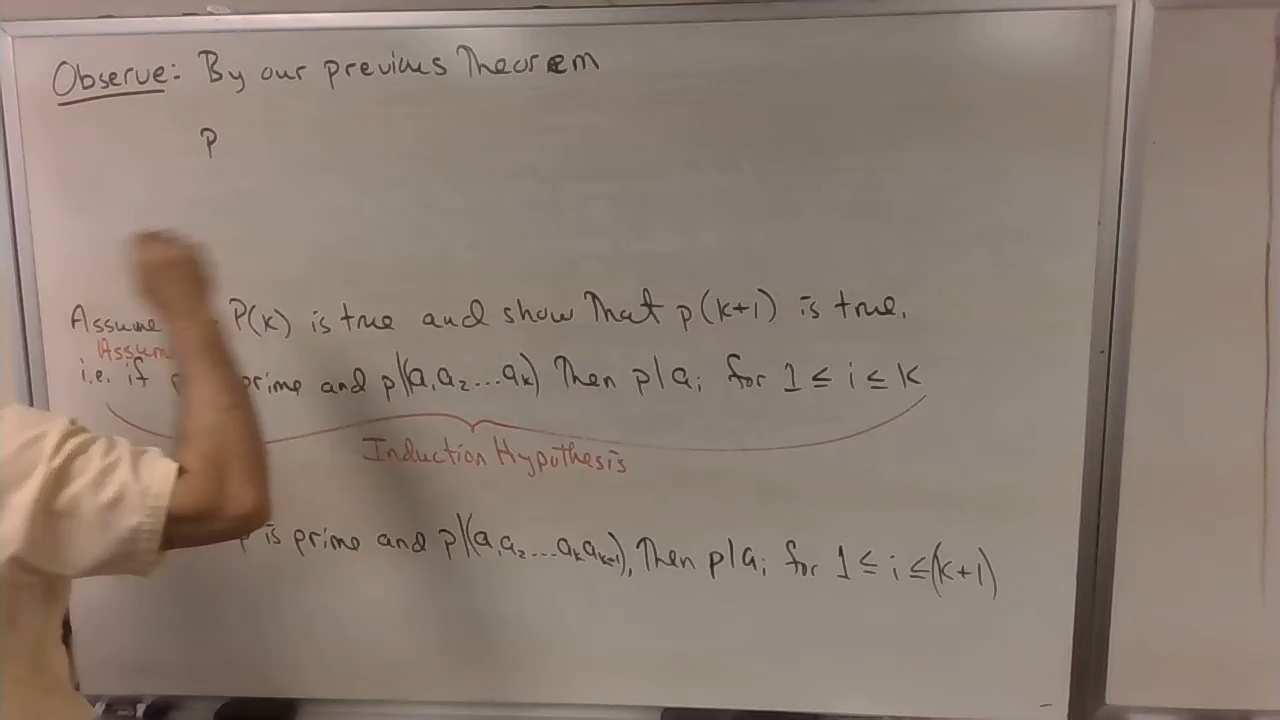 Observe: By our previous Theorem
P
Assume P(k) is true and show that p(k+1) is true.
Assum
i.e. if prime and p|(a₁a₂...aₖ) Then p|aᵢ for 1 ≤ i ≤ k
Induction Hypothesis
p is prime and p|(a₁a₂...aₖaₖ₊₁), Then p|aᵢ for 1 ≤ i ≤ (k+1)